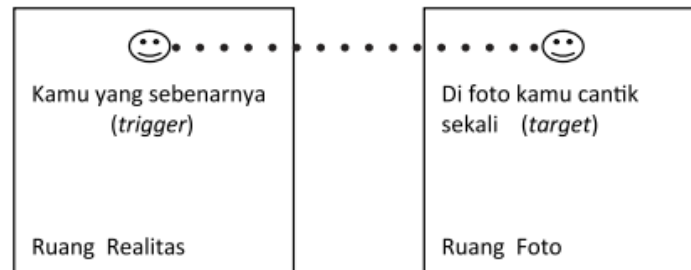 Kamu yang sebenarnya
(trigger)
Ruang Realitas
Di foto kamu cantik
sekali (target)
Ruang Foto